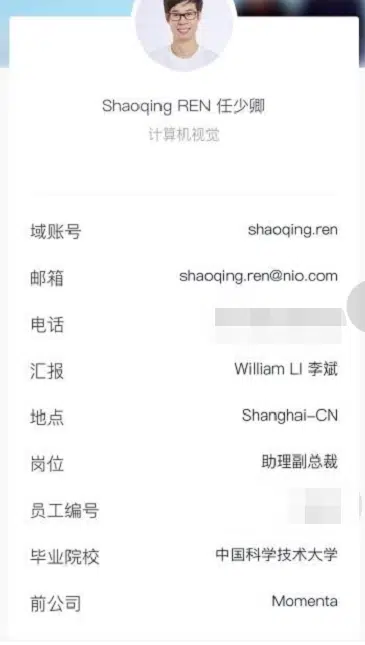 Shaoqing REN 任少卿
计算机视觉
域账号 shaoqing.ren
邮箱 shaoqing.ren@nio.com
电话
汇报 William LI 李斌
地点 Shanghai-CN
岗位 助理副总裁
员工编号
毕业院校 中国科学技术大学
前公司 Momenta